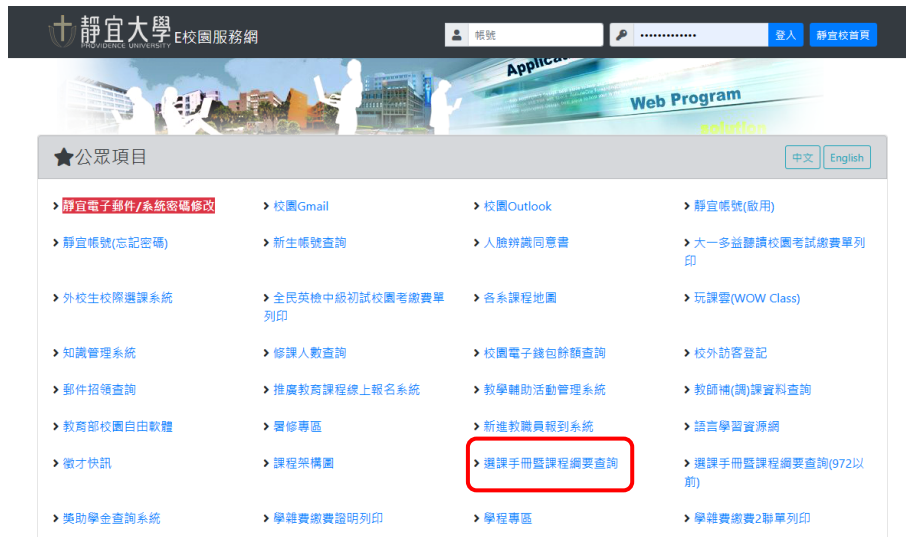 靜宜大學 E校園服務網 帳號 ············· 登入 靜宜校首頁
PROVIDENCE UNIVERSITY
Web Program
★公眾項目 中文 English
靜宜電子郵件/系統密碼修改 校園Gmail 校園Outlook 靜宜帳號(啟用)
靜宜帳號(忘記密碼) 新生帳號查詢 人臉辨識同意書 大一多益聽讀校園考試繳費單列
印
外校生校際選課系統 全民英檢中級初試校園考繳費單 各系課程地圖 玩課雲(WOW Class)
列印
知識管理系統 修課人數查詢 校園電子錢包餘額查詢 校外訪客登記
郵件招領查詢 推廣教育課程線上報名系統 教學輔助活動管理系統 教師補(調)課資料查詢
教育部校園自由軟體 暑修專區 新進教職員報到系統 語言學習資源網
徵才快訊 課程架構圖 選課手冊暨課程綱要查詢 選課手冊暨課程綱要查詢(972以
前)
獎助學金查詢系統 學雜費繳費證明列印 學程專區 學雜費繳費2聯單列印